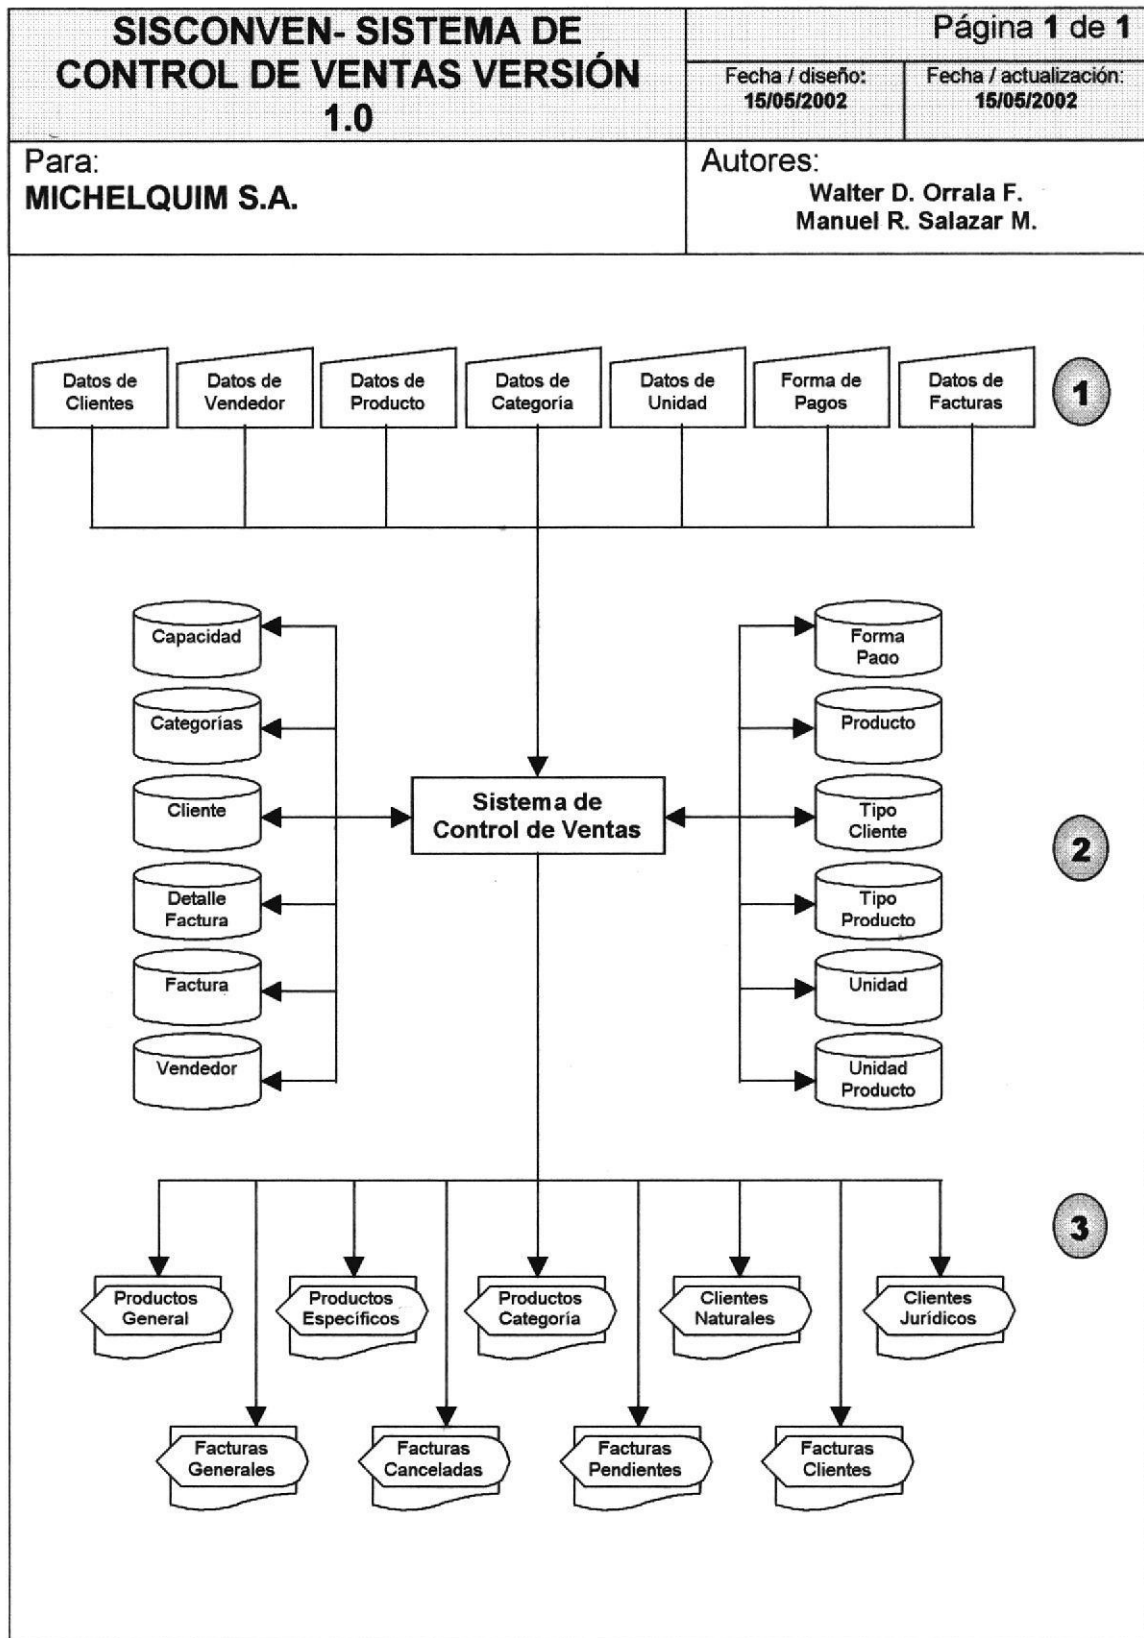 SISCONVEN- SISTEMA DE
CONTROL DE VENTAS VERSIÓN
1.0
Página 1 de 1
Fecha / diseño:
15/05/2002
Fecha / actualización:
15/05/2002
Para:
MICHELQUIM S.A.
Autores:
Walter D. Orrala F.
Manuel R. Salazar M.
Datos de
Clientes
Datos de
Vendedor
Datos de
Producto
Datos de
Categoría
Datos de
Unidad
Forma de
Pagos
Datos de
Facturas
1
Capacidad
Categorías
Cliente
Detalle
Factura
Factura
Vendedor
Sistema de
Control de Ventas
Forma
Pago
Producto
Tipo
Cliente
Tipo
Producto
Unidad
Unidad
Producto
2
3
Productos
General
Productos
Específicos
Productos
Categoría
Clientes
Naturales
Clientes
Jurídicos
Facturas
Generales
Facturas
Canceladas
Facturas
Pendientes
Facturas
Clientes